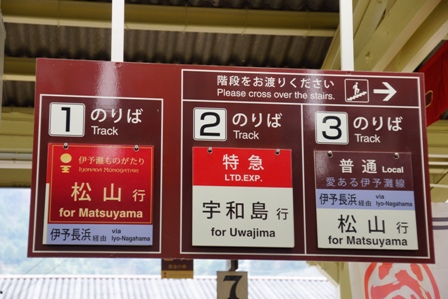 階段をお渡りください
Please cross over the stairs.
1 のりば
Track
伊予灘ものがたり
IYONADA MONOGATARI
松山 行
for Matsuyama
伊予長浜 経由 via Iyo-Nagahama
2 のりば
Track
特急
LTD.EXP.
宇和島 行
for Uwajima
3 のりば
Track
普通 Local
愛ある伊予灘線
伊予長浜 経由 via Iyo-Nagahama
松山 行
for Matsuyama
7